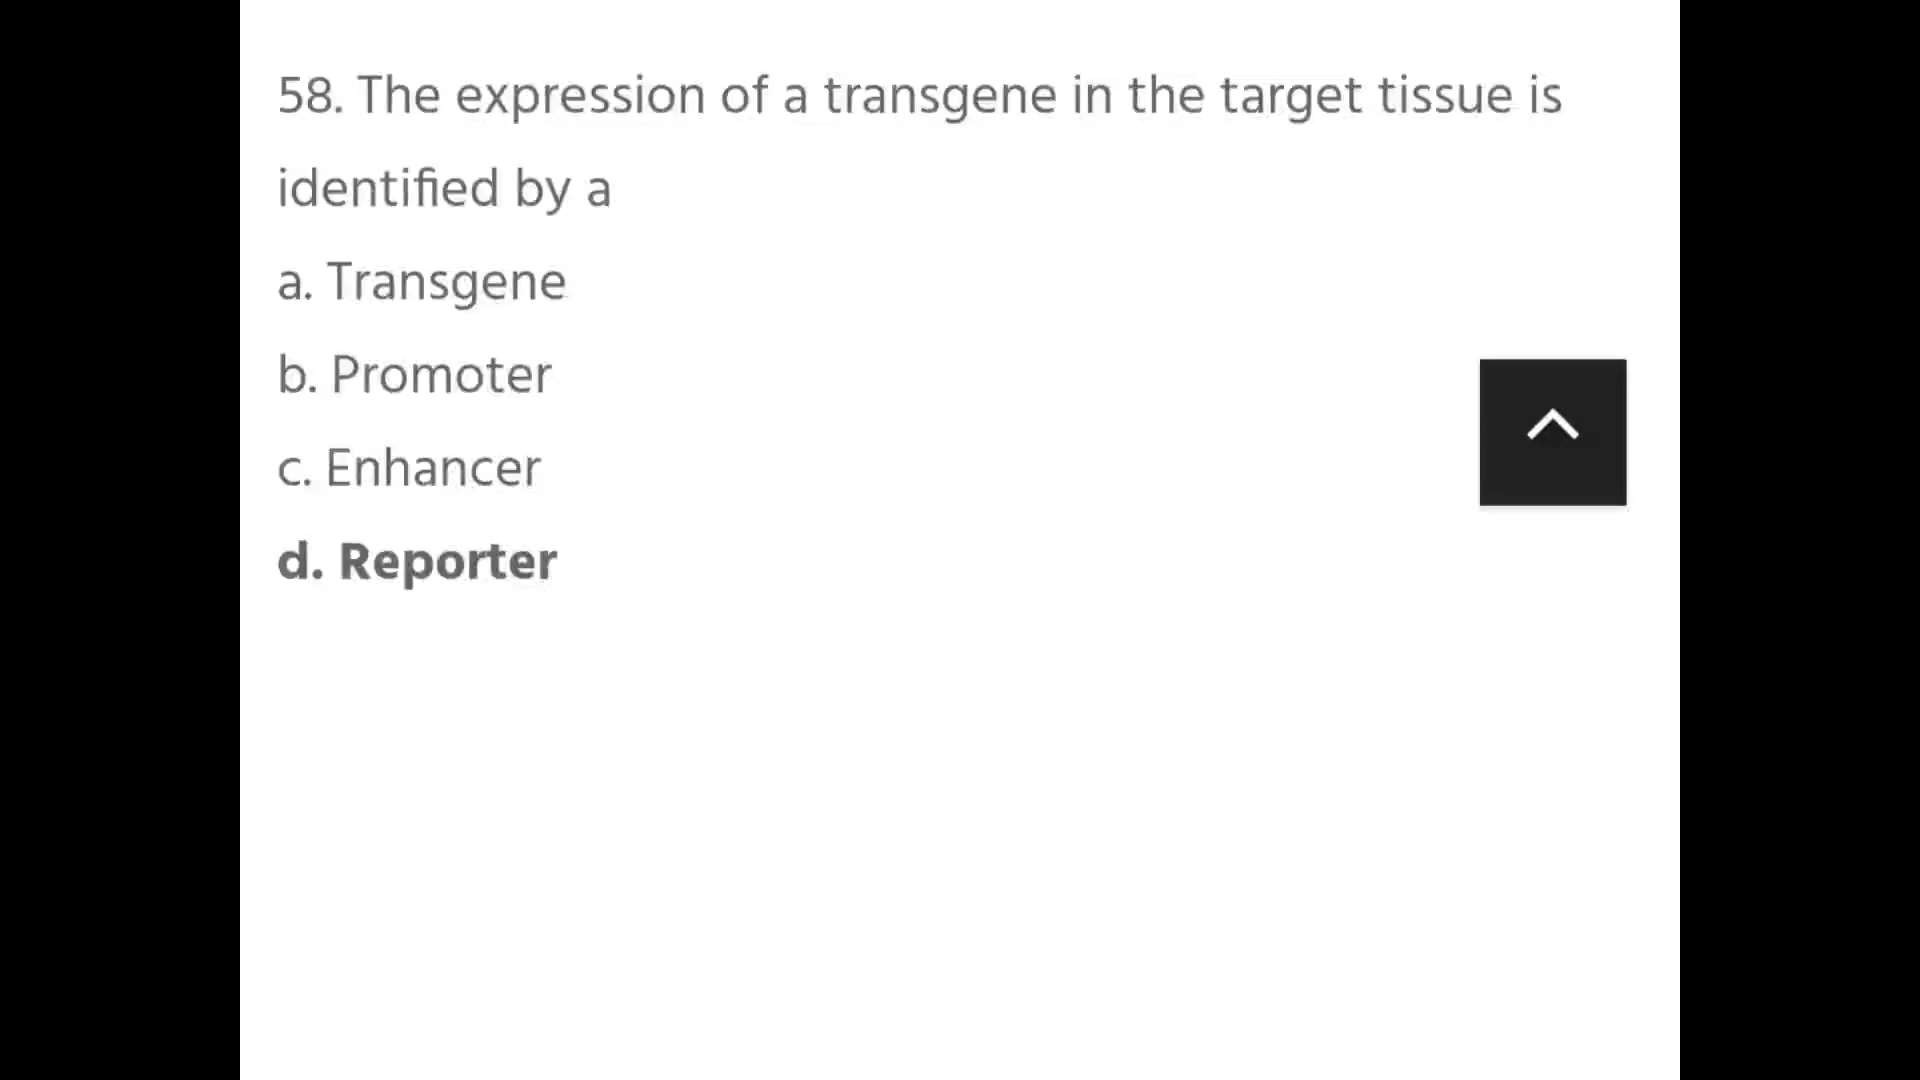 58. The expression of a transgene in the target tissue is
identified by a
a. Transgene
b. Promoter
c. Enhancer
d. Reporter